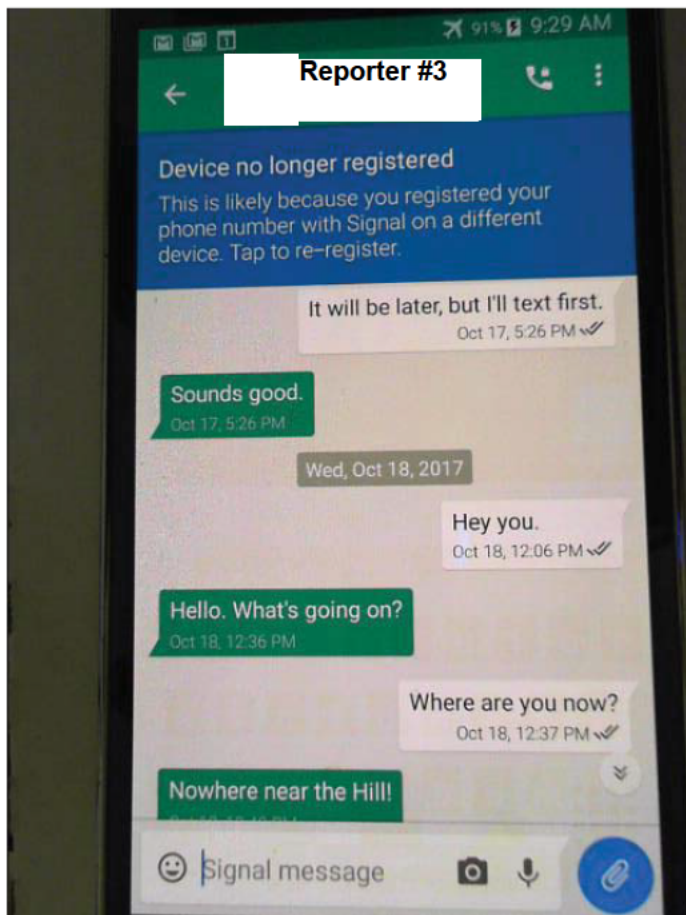 1
91%
9:29 AM
Reporter #3
Device no longer registered
This is likely because you registered your
phone number with Signal on a different
device. Tap to re-register.
It will be later, but I'll text first.
Oct 17, 5:26 PM
Sounds good.
Oct 17, 5:26 PM
Wed, Oct 18, 2017
Hey you.
Oct 18, 12:06 PM
Hello. What's going on?
Oct 18, 12:36 PM
Where are you now?
Oct 18, 12:37 PM
Nowhere near the Hill!
Signal message